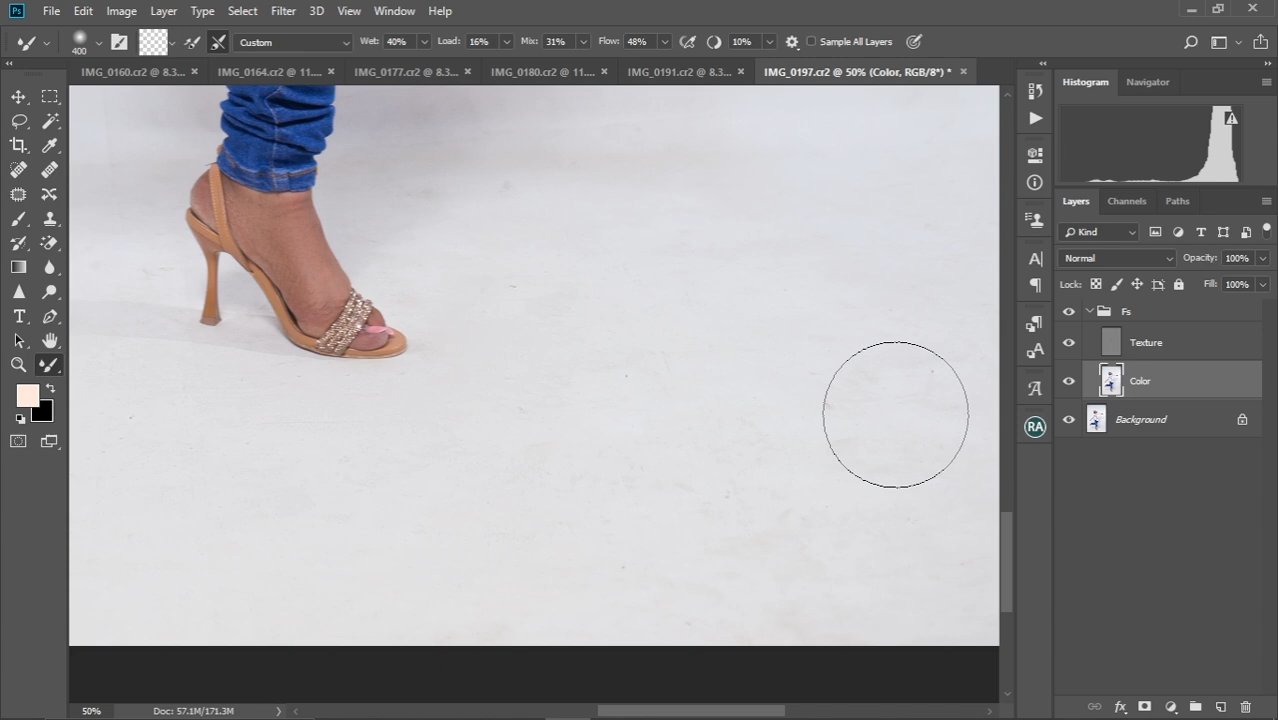 Ps File Edit Image Layer Type Select Filter 3D View Window Help
400 Custom Wet: 40% Load: 16% Mix: 31% Flow: 48% 10% Sample All Layers
IMG_0160.cr2 @ 8.3... × IMG_0164.cr2 @ 11.... × IMG_0177.cr2 @ 8.3... × IMG_0180.cr2 @ 11.... × IMG_0191.cr2 @ 8.3... × IMG_0197.cr2 @ 50% (Color, RGB/8*) * ×
Histogram Navigator
Layers Channels Paths
Kind
Normal Opacity: 100%
Lock: Fill: 100%
Fs
Texture
Color
Background
RA
50% Doc: 57.1M/171.3M